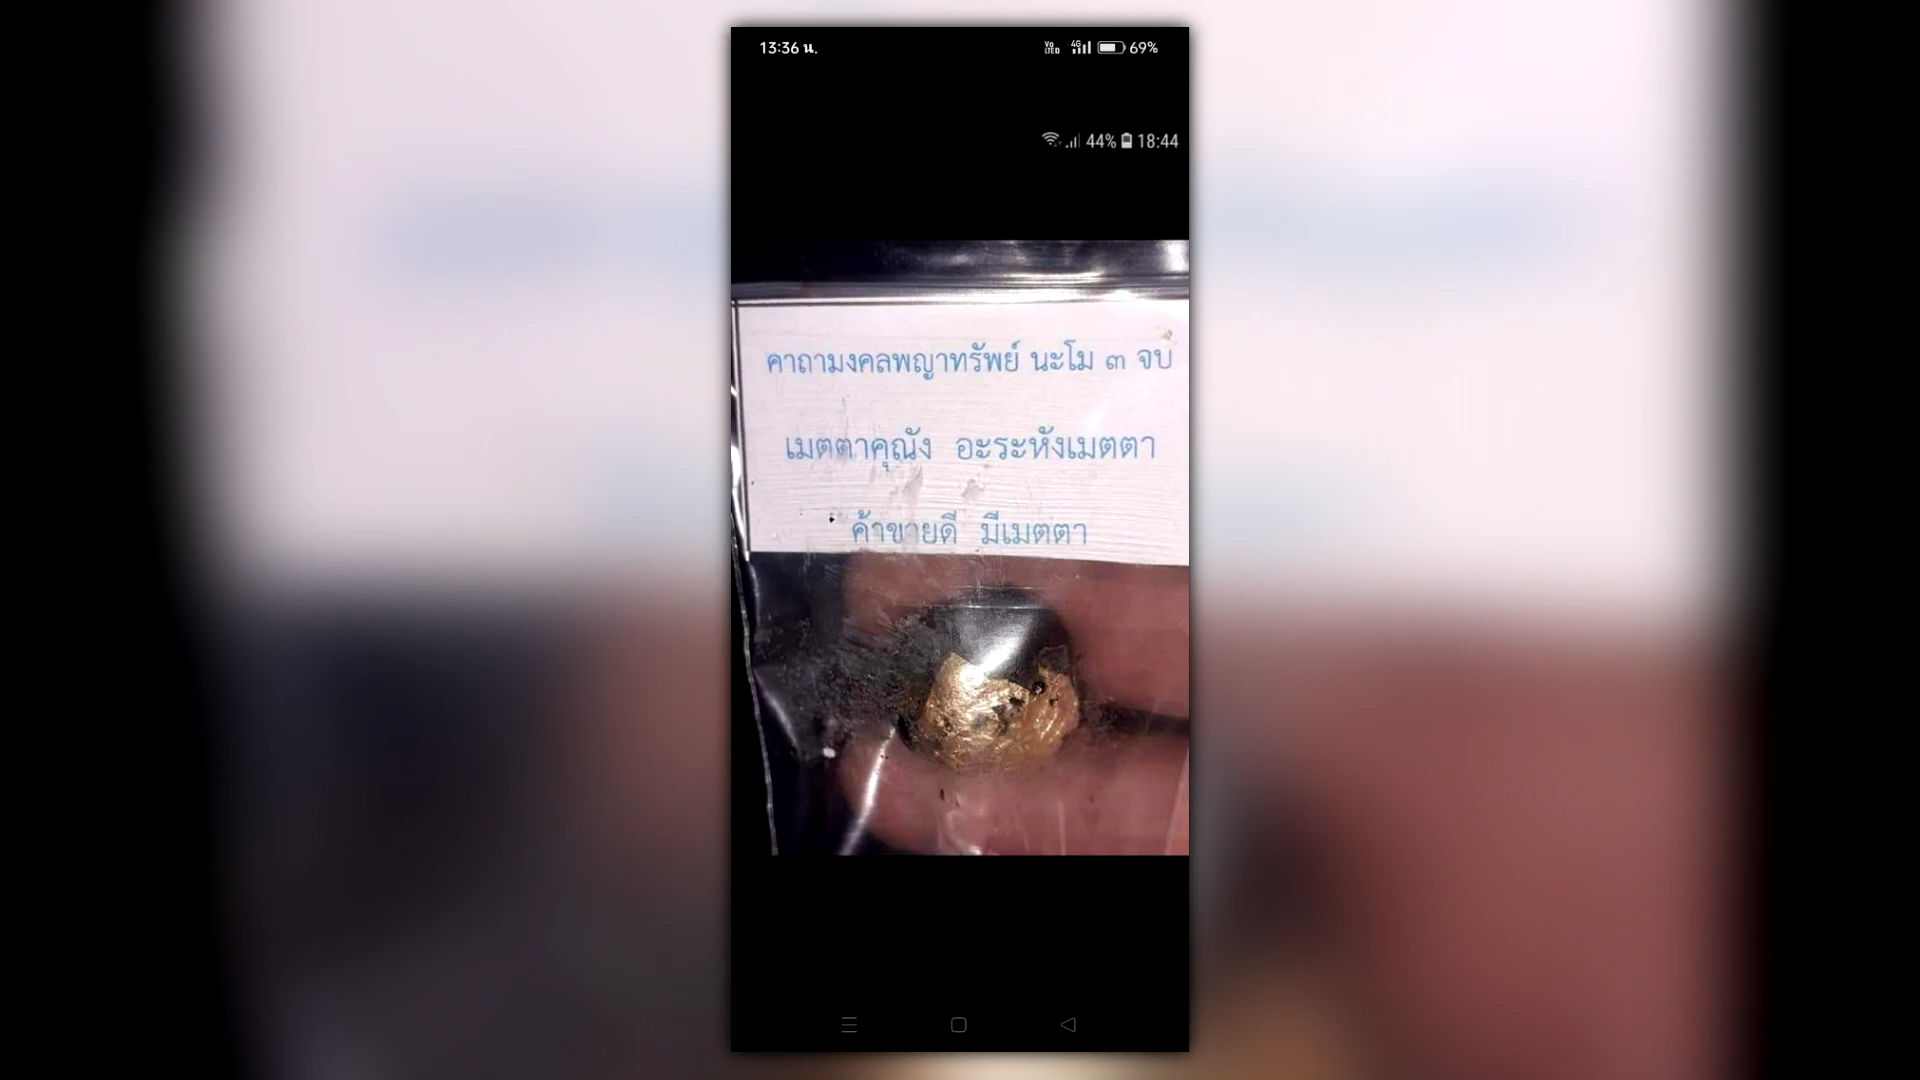 13:36 น.
Vo LTE 4G 69%
44% 18:44
คาถามงคลพญาทรัพย์ นะโม ๓ จบ
เมตตาคุณัง อะระหังเมตตา
ค้าขายดี มีเมตตา